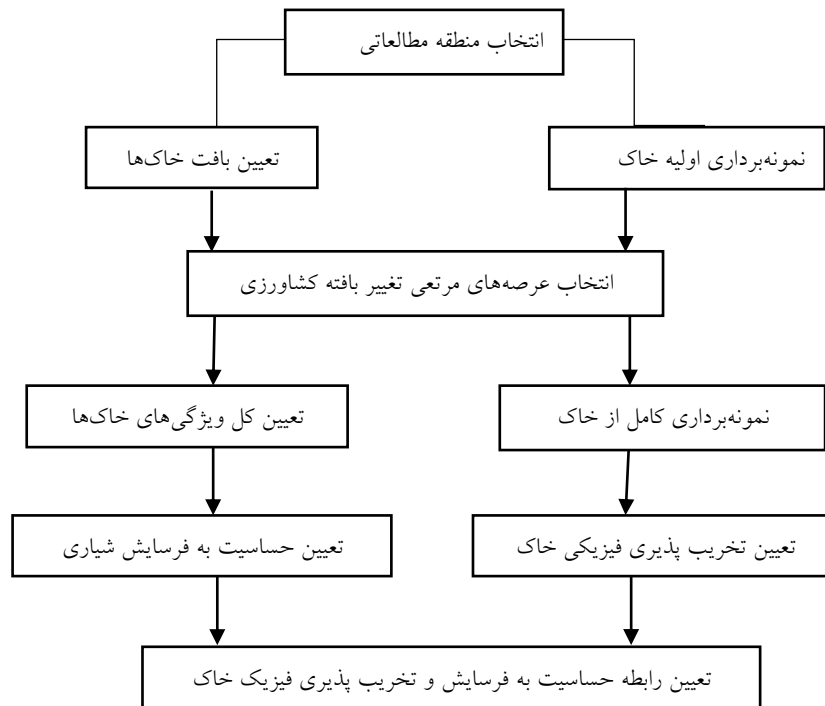 انتخاب منطقه مطالعاتی
نمونه‌برداری اولیه خاک
تعیین بافت خاک‌ها
انتخاب عرصه‌های مرتعی تغییر بافته کشاورزی
نمونه‌برداری کامل از خاک
تعیین کل ویژگی‌های خاک‌ها
تعیین تخریب پذیری فیزیکی خاک
تعیین حساسیت به فرسایش شیاری
تعیین رابطه حساسیت به فرسایش و تخریب پذیری فیزیک خاک